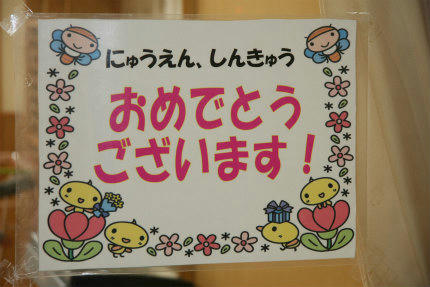 にゅうえん、しんきゅう
おめでとう
ございます！